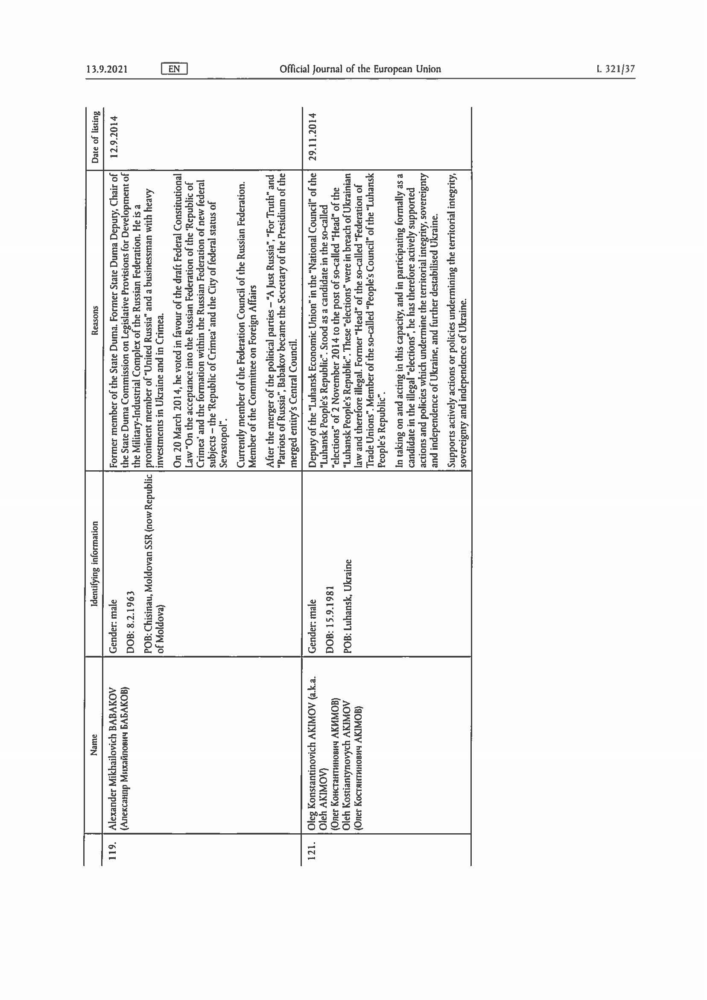 13.9.2021
EN
Official Journal of the European Union
L 321/37
Name
Identifying information
Reasons
Date of listing
119.
Alexander Mikhailovich BABAKOV
(Александр Михайлович БАБАКОВ)
Gender: male
DOB: 8.2.1963
POB: Chisinau, Moldovan SSR (now Republic
of Moldova)
Former member of the State Duma. Former State Duma Deputy, Chair of
the State Duma Commission on Legislative Provisions for Development of
the Military-Industrial Complex of the Russian Federation. He is a
prominent member of "United Russia" and a businessman with heavy
investments in Ukraine and in Crimea.
On 20 March 2014, he voted in favour of the draft Federal Constitutional
Law "On the acceptance into the Russian Federation of the 'Republic of
Crimea' and the formation within the Russian Federation of new federal
subjects – the 'Republic of Crimea' and the City of federal status of
Sevastopol".
Currently member of the Federation Council of the Russian Federation.
Member of the Committee on Foreign Affairs
After the merger of the political parties – "A Just Russia", "For Truth" and
"Patriots of Russia", Babakov became the Secretary of the Presidium of the
merged entity's Central Council.
12.9.2014
121.
Oleg Konstantinovich AKIMOV (a.k.a.
Oleh AKIMOV)
(Олег Константинович АКИМОВ)
Oleh Kostiantynovych AKIMOV
(Олег Костянтинович АКІМОВ)
Gender: male
DOB: 15.9.1981
POB: Luhansk, Ukraine
Deputy of the "Luhansk Economic Union" in the "National Council" of the
"Luhansk People's Republic". Stood as a candidate in the so-called
"elections" of 2 November 2014 to the post of so-called "Head" of the
"Luhansk People's Republic". These "elections" were in breach of Ukrainian
law and therefore illegal. Former "Head" of the so-called "Federation of
Trade Unions". Member of the so-called "People's Council" of the "Luhansk
People's Republic".
In taking on and acting in this capacity, and in participating formally as a
candidate in the illegal "elections", he has therefore actively supported
actions and policies which undermine the territorial integrity, sovereignty
and independence of Ukraine, and further destabilised Ukraine.
Supports actively actions or policies undermining the territorial integrity,
sovereignty and independence of Ukraine.
29.11.2014